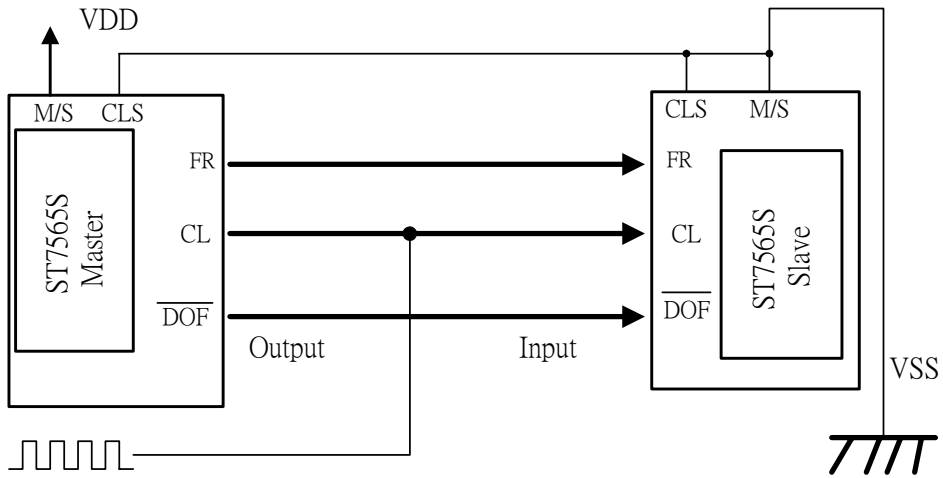 VDD
M/S CLS
CLS M/S
FR
FR
CL
CL
DOF
DOF
ST7565S
Master
ST7565S
Slave
Output
Input
VSS